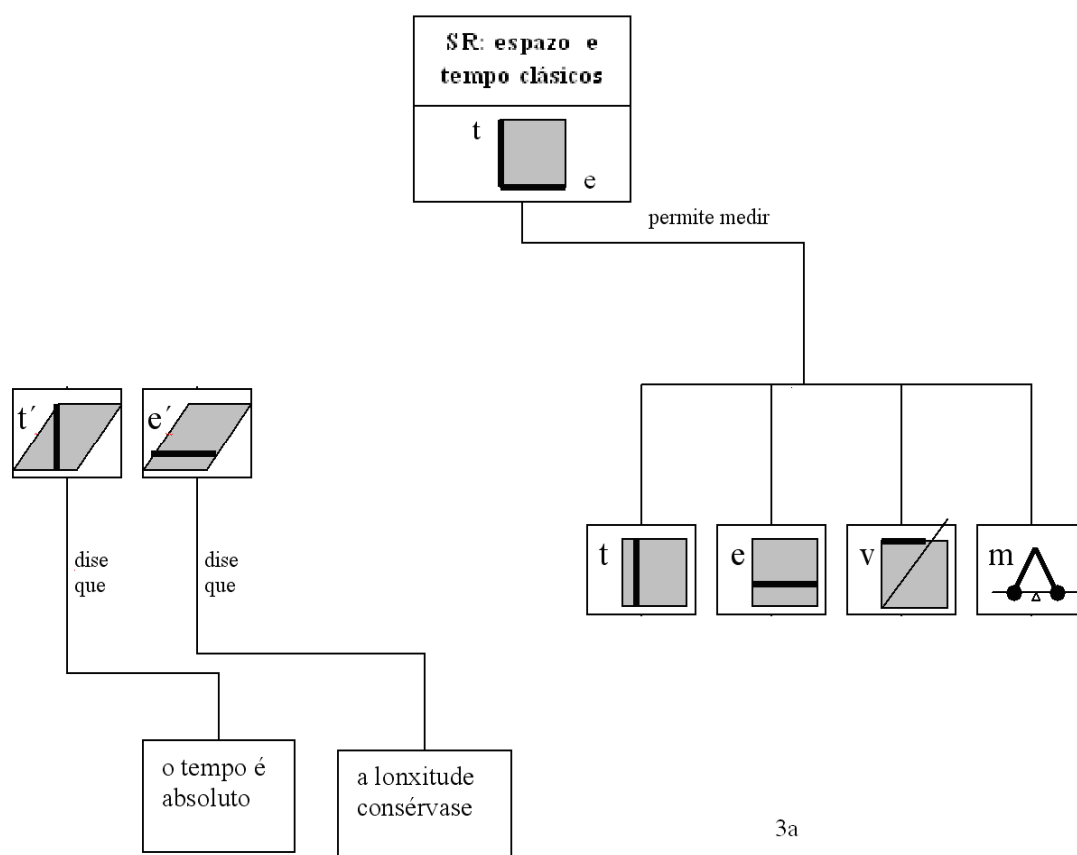 SR: espazo e
tempo clásicos
t
e
permite medir
t´
e´
t
e
v
m
dise
que
dise
que
o tempo é
absoluto
a lonxitude
consérvase
3a